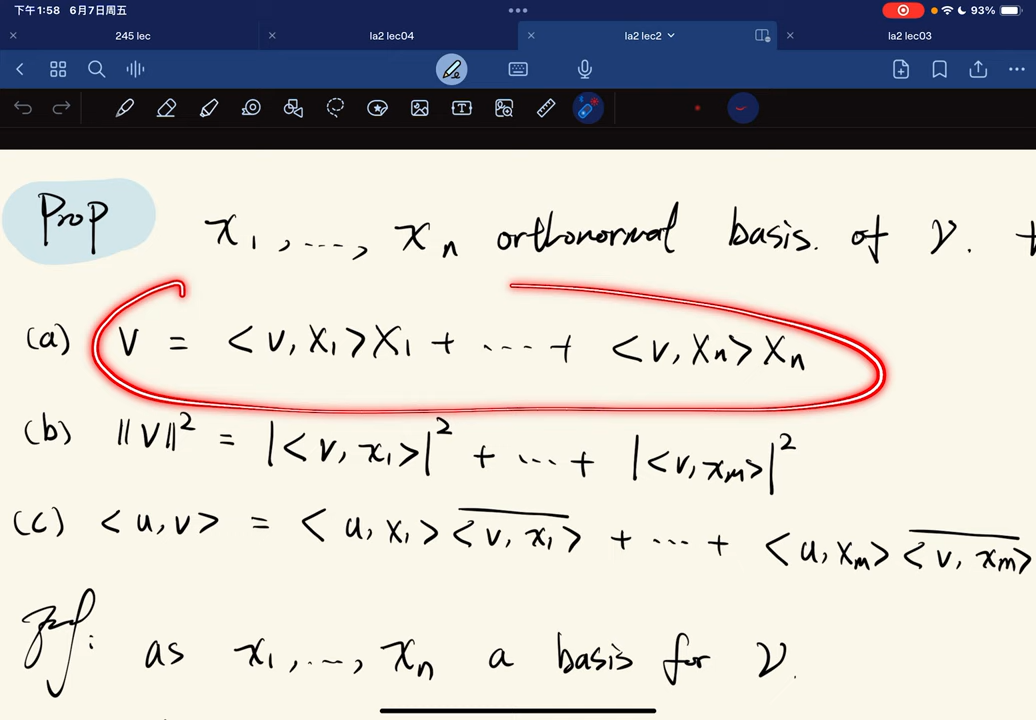 下午1:58 6月7日周五
93%
245 lec
la2 lec04
la2 lec2
la2 lec03
Prop x₁, ..., xₙ orthonormal basis. of V.
(a) v = <v, x₁>x₁ + ... + <v, xₙ>xₙ
(b) ||v||² = |<v, x₁>|² + ... + |<v, xₘ>|²
(c) <u, v> = <u, x₁> \overline{<v, x₁>} + ... + <u, xₘ> \overline{<v, xₘ>}
as x₁, ..., xₙ a basis for V.